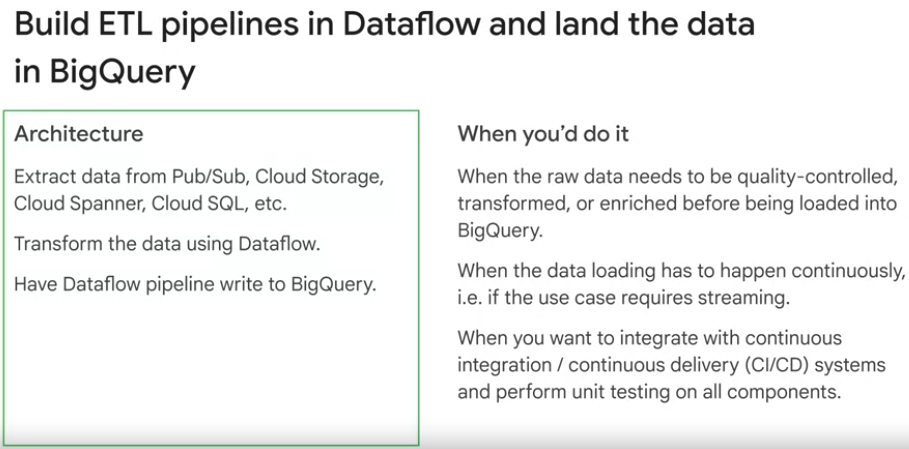 Build ETL pipelines in Dataflow and land the data
in BigQuery
Architecture
Extract data from Pub/Sub, Cloud Storage,
Cloud Spanner, Cloud SQL, etc.
Transform the data using Dataflow.
Have Dataflow pipeline write to BigQuery.
When you'd do it
When the raw data needs to be quality-controlled,
transformed, or enriched before being loaded into
BigQuery.
When the data loading has to happen continuously,
i.e. if the use case requires streaming.
When you want to integrate with continuous
integration / continuous delivery (CI/CD) systems
and perform unit testing on all components.